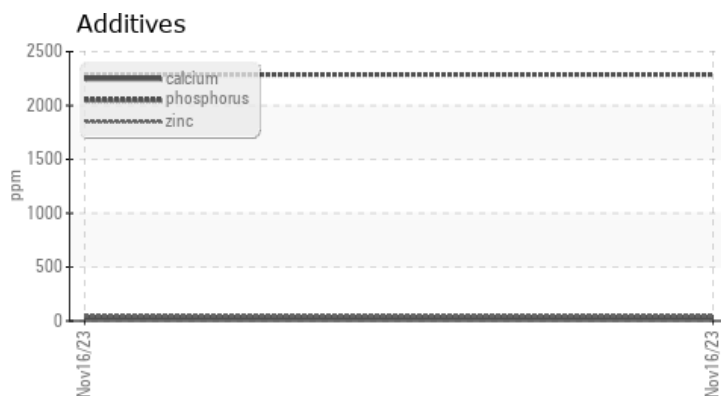 Additives
2500
2000
1500
1000
500
0
ppm
calcium
phosphorus
zinc
Nov16/23
Nov16/23